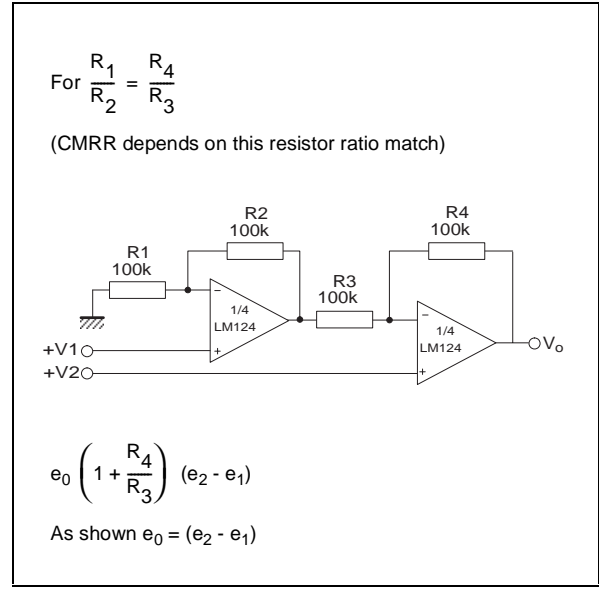 For R1/R2 = R4/R3
(CMRR depends on this resistor ratio match)
R2
100k
R4
100k
R1
100k
R3
100k
–
1/4
LM124
+
–
1/4
LM124
+
+V1
+V2
Vo
e0 (1 + R4/R3) (e2 - e1)
As shown e0 = (e2 - e1)